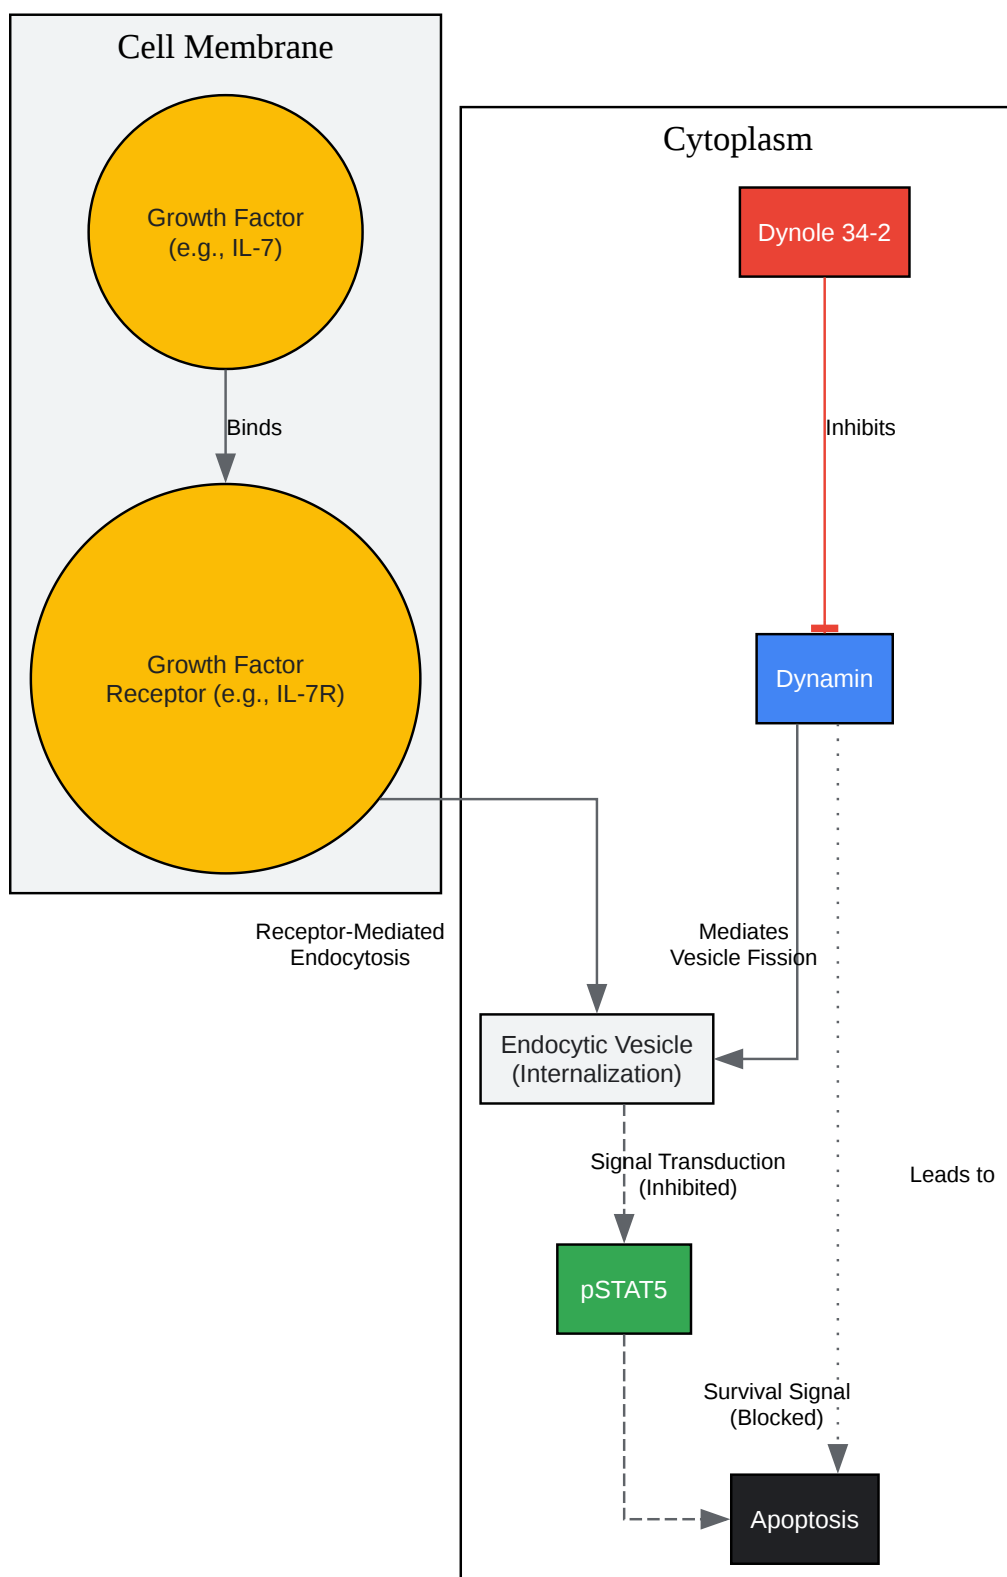 Cell Membrane
Growth Factor
(e.g., IL-7)
Binds
Growth Factor
Receptor (e.g., IL-7R)
Receptor-Mediated
Endocytosis
Cytoplasm
Dynole 34-2
Inhibits
Dynamin
Mediates
Vesicle Fission
Endocytic Vesicle
(Internalization)
Signal Transduction
(Inhibited)
Leads to
pSTAT5
Survival Signal
(Blocked)
Apoptosis